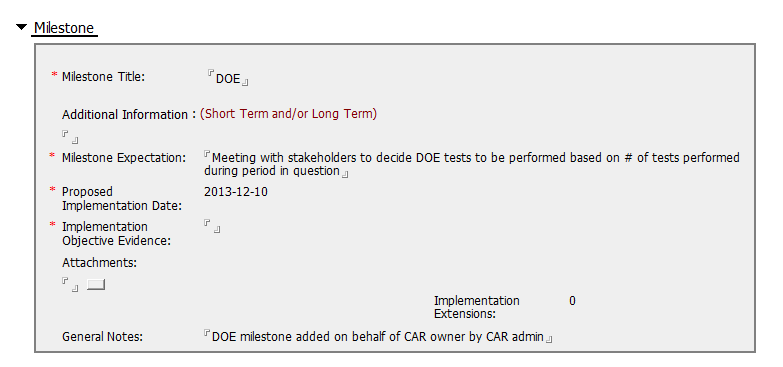 Milestone
* Milestone Title: DOE
Additional Information : (Short Term and/or Long Term)
* Milestone Expectation: Meeting with stakeholders to decide DOE tests to be performed based on # of tests performed
during period in question
* Proposed 2013-12-10
Implementation Date:
* Implementation
Objective Evidence:
Attachments:
Implementation 0
Extensions:
General Notes: DOE milestone added on behalf of CAR owner by CAR admin